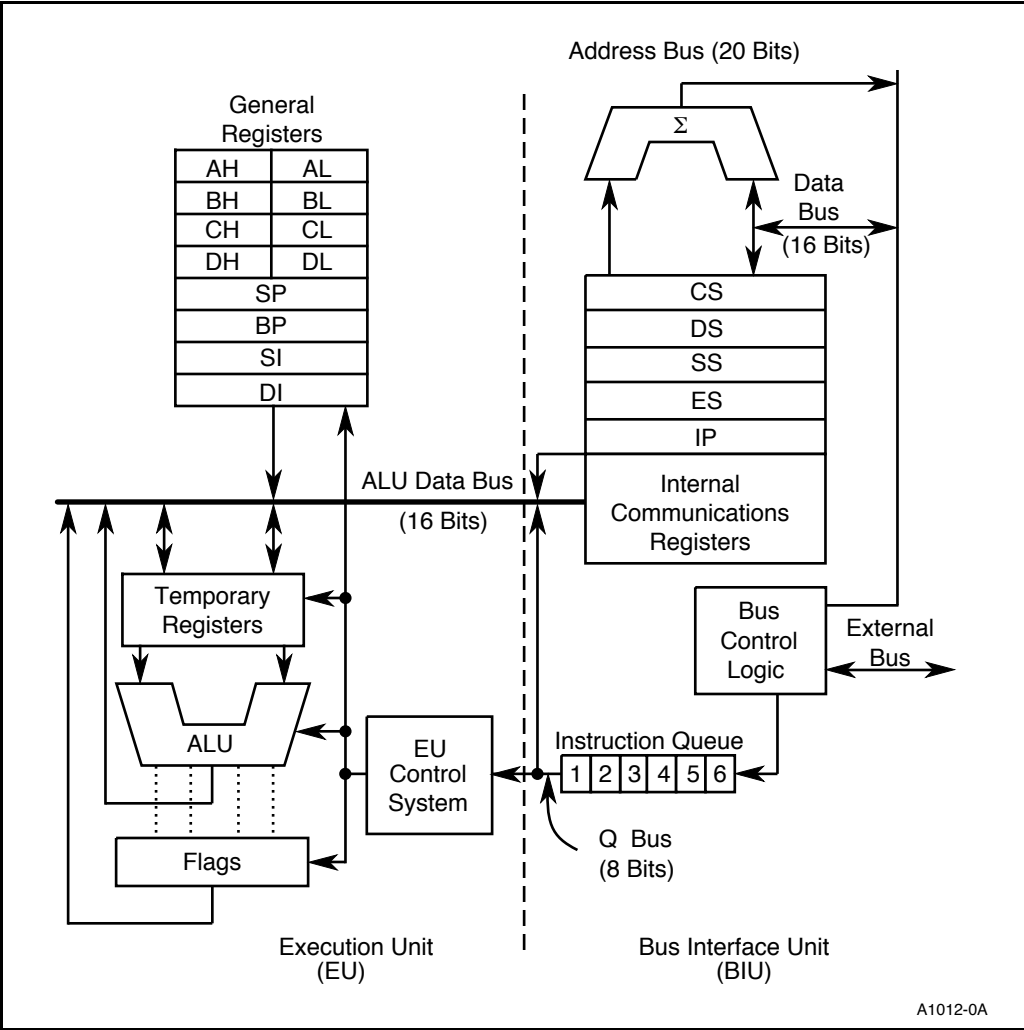 Address Bus (20 Bits)
General
Registers
Σ
AH AL
BH BL
CH CL
DH DL
SP
BP
SI
DI
Data
Bus
(16 Bits)
CS
DS
SS
ES
IP
Internal
Communications
Registers
ALU Data Bus
(16 Bits)
Temporary
Registers
ALU
Flags
EU
Control
System
Bus
Control
Logic
External
Bus
Instruction Queue
1 2 3 4 5 6
Q Bus
(8 Bits)
Execution Unit
(EU)
Bus Interface Unit
(BIU)
A1012-0A